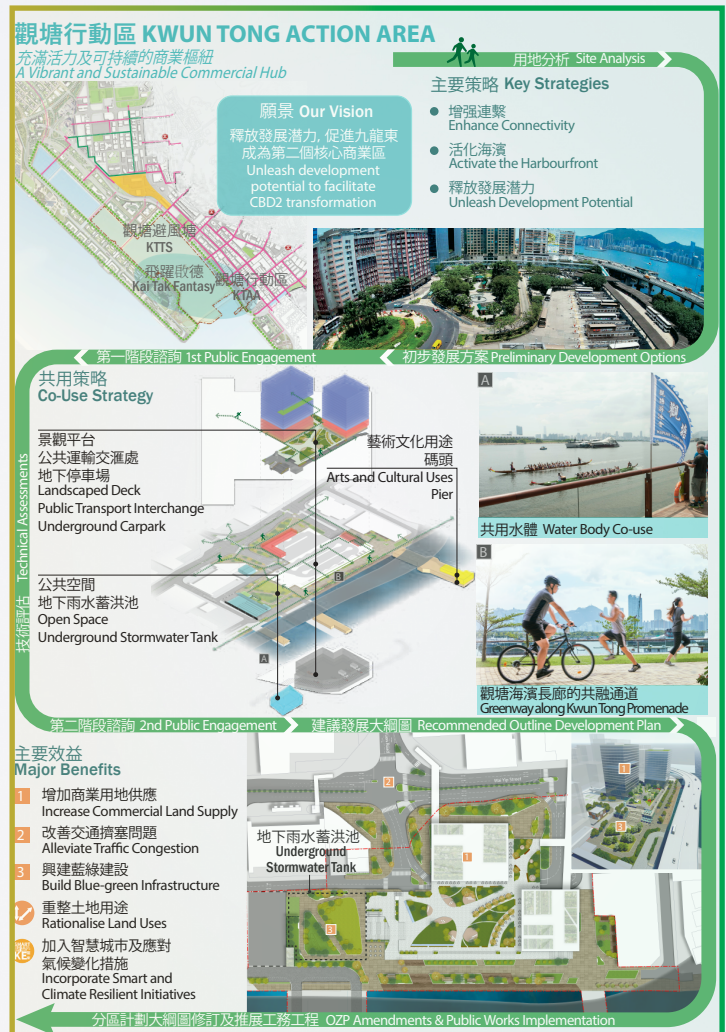 觀塘行動區 KWUN TONG ACTION AREA
充滿活力及可持續的商業樞紐
A Vibrant and Sustainable Commercial Hub
用地分析 Site Analysis
願景 Our Vision
釋放發展潛力, 促進九龍東
成為第二個核心商業區
Unleash development
potential to facilitate
CBD2 transformation
主要策略 Key Strategies
增强連繫
Enhance Connectivity
活化海濱
Activate the Harbourfront
釋放發展潛力
Unleash Development Potential
觀塘避風塘
KTTS
飛躍啟德
Kai Tak Fantasy
觀塘行動區
KTAA
第一階段諮詢 1st Public Engagement
初步發展方案 Preliminary Development Options
共用策略
Co-Use Strategy
景觀平台
公共運輸交滙處
地下停車場
Landscaped Deck
Public Transport Interchange
Underground Carpark
藝術文化用途
碼頭
Arts and Cultural Uses
Pier
公共空間
地下雨水蓄洪池
Open Space
Underground Stormwater Tank
B
A
A
觀塘
共用水體 Water Body Co-use
B
觀塘海濱長廊的共融通道
Greenway along Kwun Tong Promenade
技術評估 Technical Assessments
第二階段諮詢 2nd Public Engagement
建議發展大綱圖 Recommended Outline Development Plan
主要效益
Major Benefits
1 增加商業用地供應
Increase Commercial Land Supply
2 改善交通擠塞問題
Alleviate Traffic Congestion
3 興建藍綠建設
Build Blue-green Infrastructure
重整土地用途
Rationalise Land Uses
加入智慧城市及應對
氣候變化措施
Incorporate Smart and
Climate Resilient Initiatives
2
地下雨水蓄洪池
Underground
Stormwater Tank
1
3
1
3
分區計劃大綱圖修訂及推展工務工程 OZP Amendments & Public Works Implementation